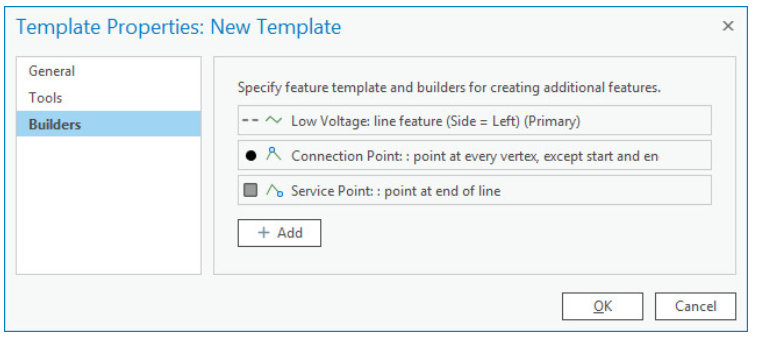 Template Properties: New Template
General
Tools
Builders
Specify feature template and builders for creating additional features.
Low Voltage: line feature (Side = Left) (Primary)
Connection Point: : point at every vertex, except start and en
Service Point: : point at end of line
+ Add
OK
Cancel